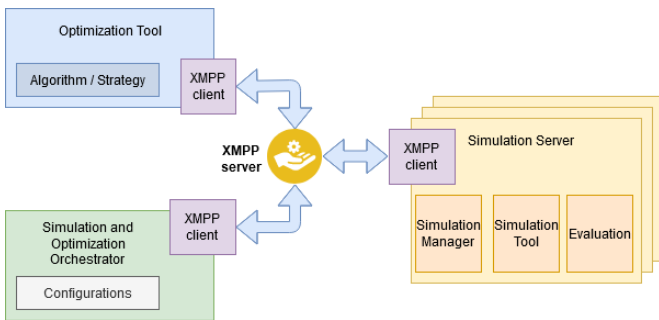 Optimization Tool
Algorithm / Strategy
XMPP
client
XMPP
server
XMPP
client
Simulation Server
Simulation
Manager
Simulation
Tool
Evaluation
XMPP
client
Simulation and
Optimization
Orchestrator
Configurations